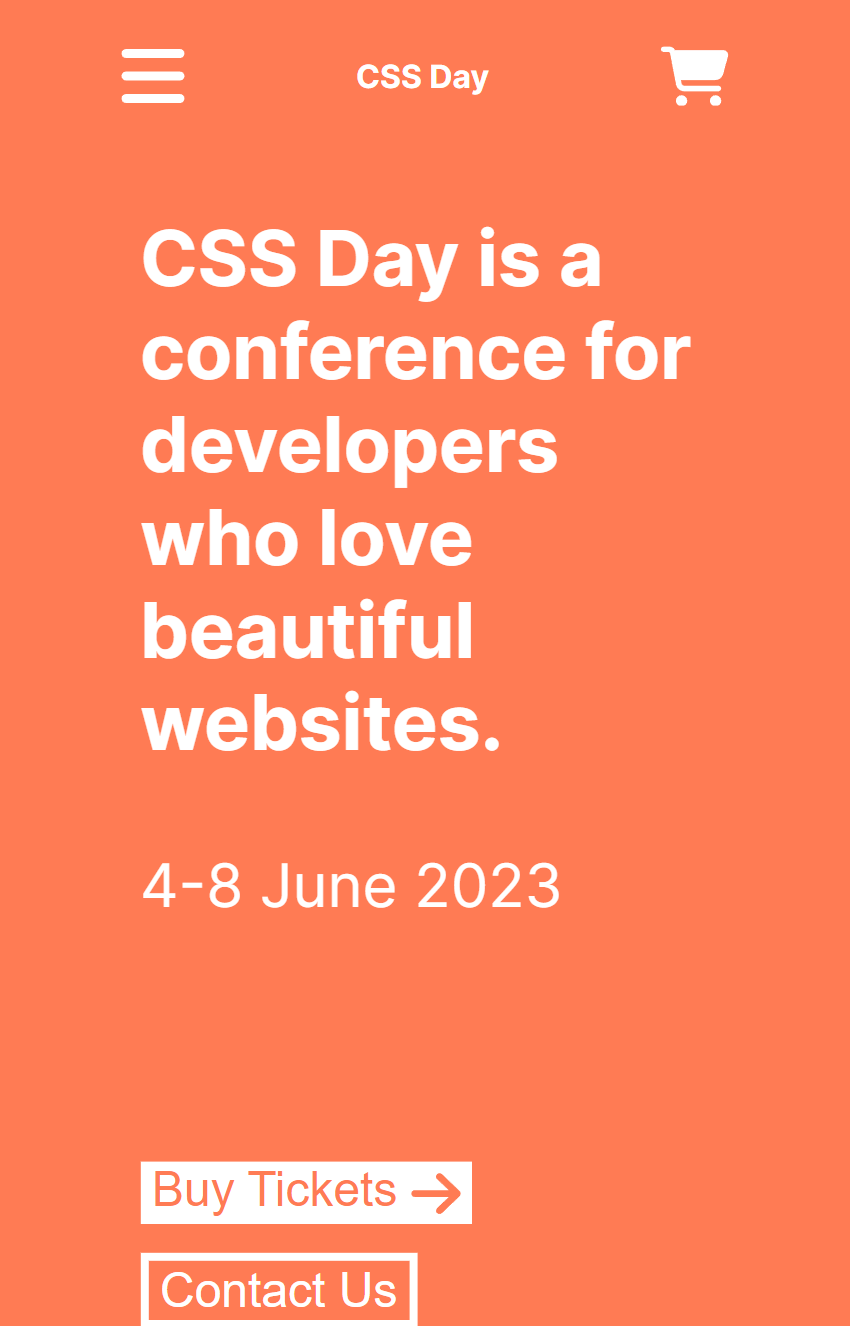 CSS Day
CSS Day is a
conference for
developers
who love
beautiful
websites.
4-8 June 2023
Buy Tickets
Contact Us